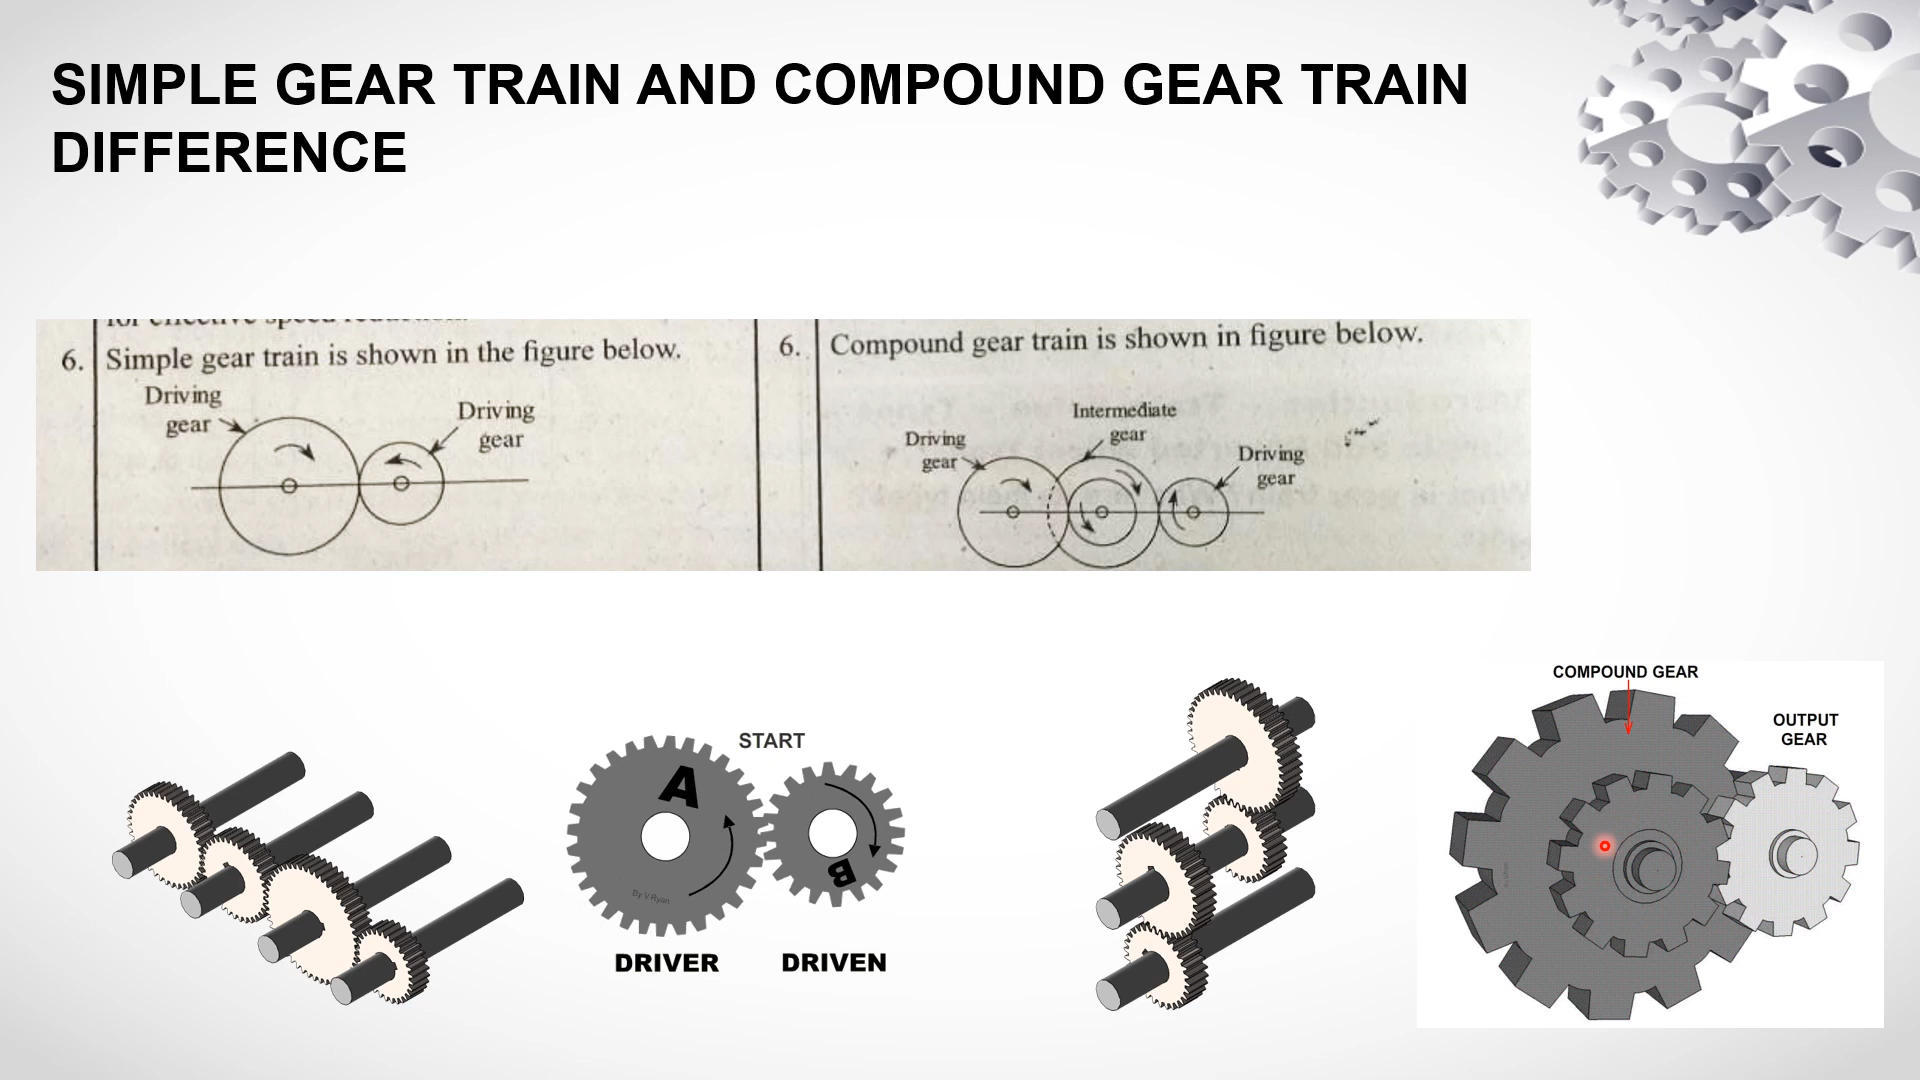 SIMPLE GEAR TRAIN AND COMPOUND GEAR TRAIN
DIFFERENCE
6. Simple gear train is shown in the figure below.
Driving
gear
Driving
gear
6. Compound gear train is shown in figure below.
Driving
gear
Intermediate
gear
Driving
gear
START
A
B
By V Ryan
DRIVER
DRIVEN
COMPOUND GEAR
OUTPUT
GEAR